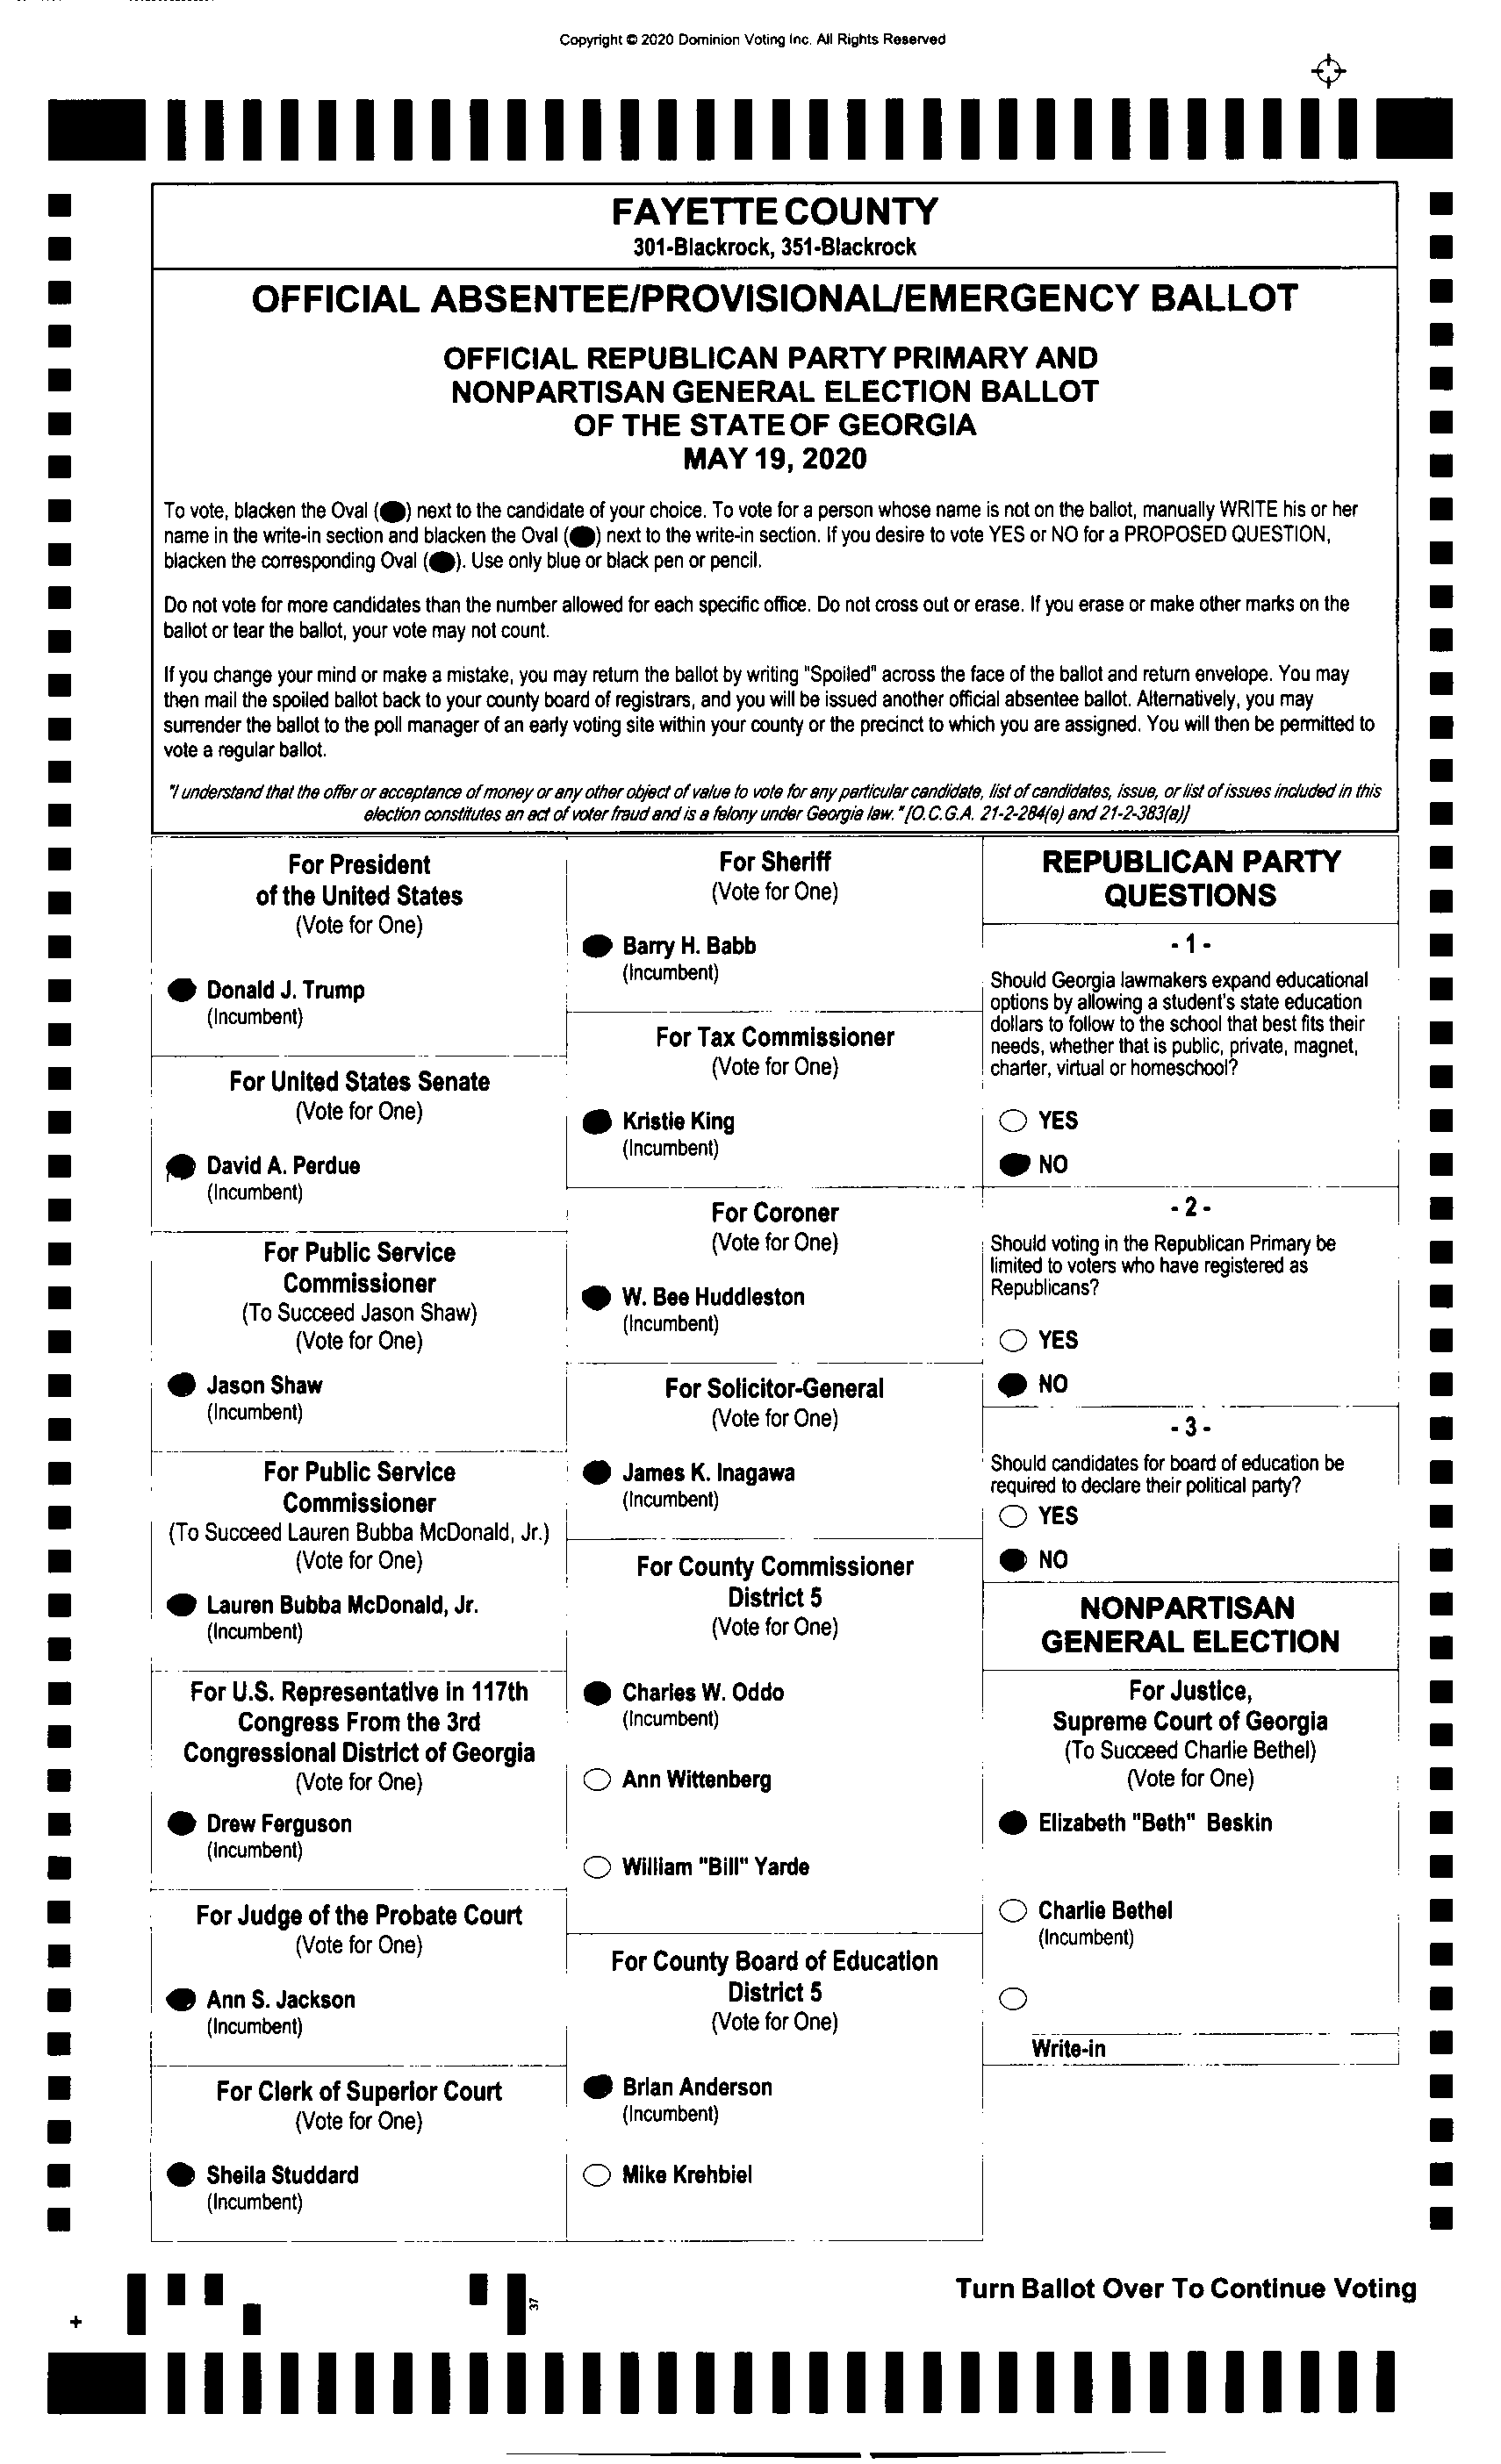 Copyright © 2020 Dominion Voting Inc. All Rights Reserved
FAYETTE COUNTY
301-Blackrock, 351-Blackrock
OFFICIAL ABSENTEE/PROVISIONAL/EMERGENCY BALLOT
OFFICIAL REPUBLICAN PARTY PRIMARY AND
NONPARTISAN GENERAL ELECTION BALLOT
OF THE STATE OF GEORGIA
MAY 19, 2020
To vote, blacken the Oval (⬬) next to the candidate of your choice. To vote for a person whose name is not on the ballot, manually WRITE his or her
name in the write-in section and blacken the Oval (⬬) next to the write-in section. If you desire to vote YES or NO for a PROPOSED QUESTION,
blacken the corresponding Oval (⬬). Use only blue or black pen or pencil.
Do not vote for more candidates than the number allowed for each specific office. Do not cross out or erase. If you erase or make other marks on the
ballot or tear the ballot, your vote may not count.
If you change your mind or make a mistake, you may return the ballot by writing "Spoiled" across the face of the ballot and return envelope. You may
then mail the spoiled ballot back to your county board of registrars, and you will be issued another official absentee ballot. Alternatively, you may
surrender the ballot to the poll manager of an early voting site within your county or the precinct to which you are assigned. You will then be permitted to
vote a regular ballot.
"I understand that the offer or acceptance of money or any other object of value to vote for any particular candidate, list of candidates, issue, or list of issues included in this
election constitutes an act of voter fraud and is a felony under Georgia law." [O.C.G.A. 21-2-284(e) and 21-2-383(a)]
For President
of the United States
(Vote for One)
Donald J. Trump
(Incumbent)
For United States Senate
(Vote for One)
David A. Perdue
(Incumbent)
For Public Service
Commissioner
(To Succeed Jason Shaw)
(Vote for One)
Jason Shaw
(Incumbent)
For Public Service
Commissioner
(To Succeed Lauren Bubba McDonald, Jr.)
(Vote for One)
Lauren Bubba McDonald, Jr.
(Incumbent)
For U.S. Representative in 117th
Congress From the 3rd
Congressional District of Georgia
(Vote for One)
Drew Ferguson
(Incumbent)
For Judge of the Probate Court
(Vote for One)
Ann S. Jackson
(Incumbent)
For Clerk of Superior Court
(Vote for One)
Sheila Studdard
(Incumbent)
For Sheriff
(Vote for One)
Barry H. Babb
(Incumbent)
For Tax Commissioner
(Vote for One)
Kristie King
(Incumbent)
For Coroner
(Vote for One)
W. Bee Huddleston
(Incumbent)
For Solicitor-General
(Vote for One)
James K. Inagawa
(Incumbent)
For County Commissioner
District 5
(Vote for One)
Charles W. Oddo
(Incumbent)
Ann Wittenberg
William "Bill" Yarde
For County Board of Education
District 5
(Vote for One)
Brian Anderson
(Incumbent)
Mike Krehbiel
REPUBLICAN PARTY
QUESTIONS
- 1 -
Should Georgia lawmakers expand educational
options by allowing a student's state education
dollars to follow to the school that best fits their
needs, whether that is public, private, magnet,
charter, virtual or homeschool?
YES
NO
- 2 -
Should voting in the Republican Primary be
limited to voters who have registered as
Republicans?
YES
NO
- 3 -
Should candidates for board of education be
required to declare their political party?
YES
NO
NONPARTISAN
GENERAL ELECTION
For Justice,
Supreme Court of Georgia
(To Succeed Charlie Bethel)
(Vote for One)
Elizabeth "Beth" Beskin
Charlie Bethel
(Incumbent)
Write-in
Turn Ballot Over To Continue Voting
37
+